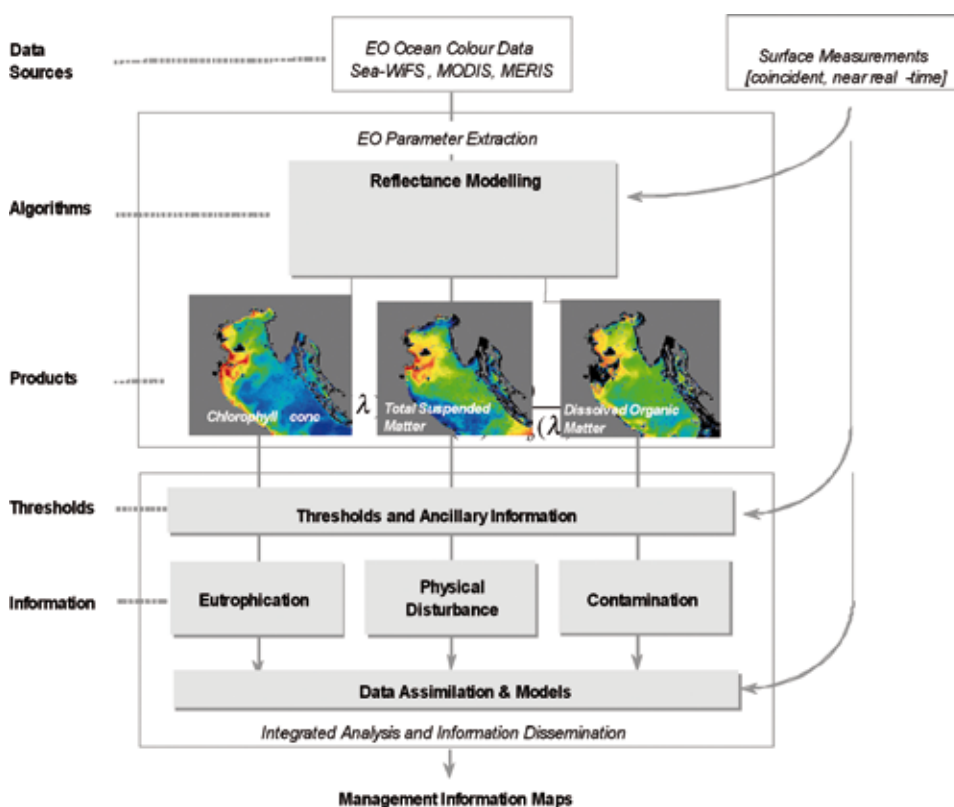 Data
Sources
EO Ocean Colour Data
Sea-WiFS , MODIS, MERIS
Surface Measurements
[coincident, near real -time]
EO Parameter Extraction
Reflectance Modelling
Algorithms
Products
Chlorophyll conc
λ)
Total Suspended
Matter
(λ
Dissolved Organic
Matter
Thresholds
Thresholds and Ancillary Information
Information
Eutrophication
Physical
Disturbance
Contamination
Data Assimilation & Models
Integrated Analysis and Information Dissemination
Management Information Maps